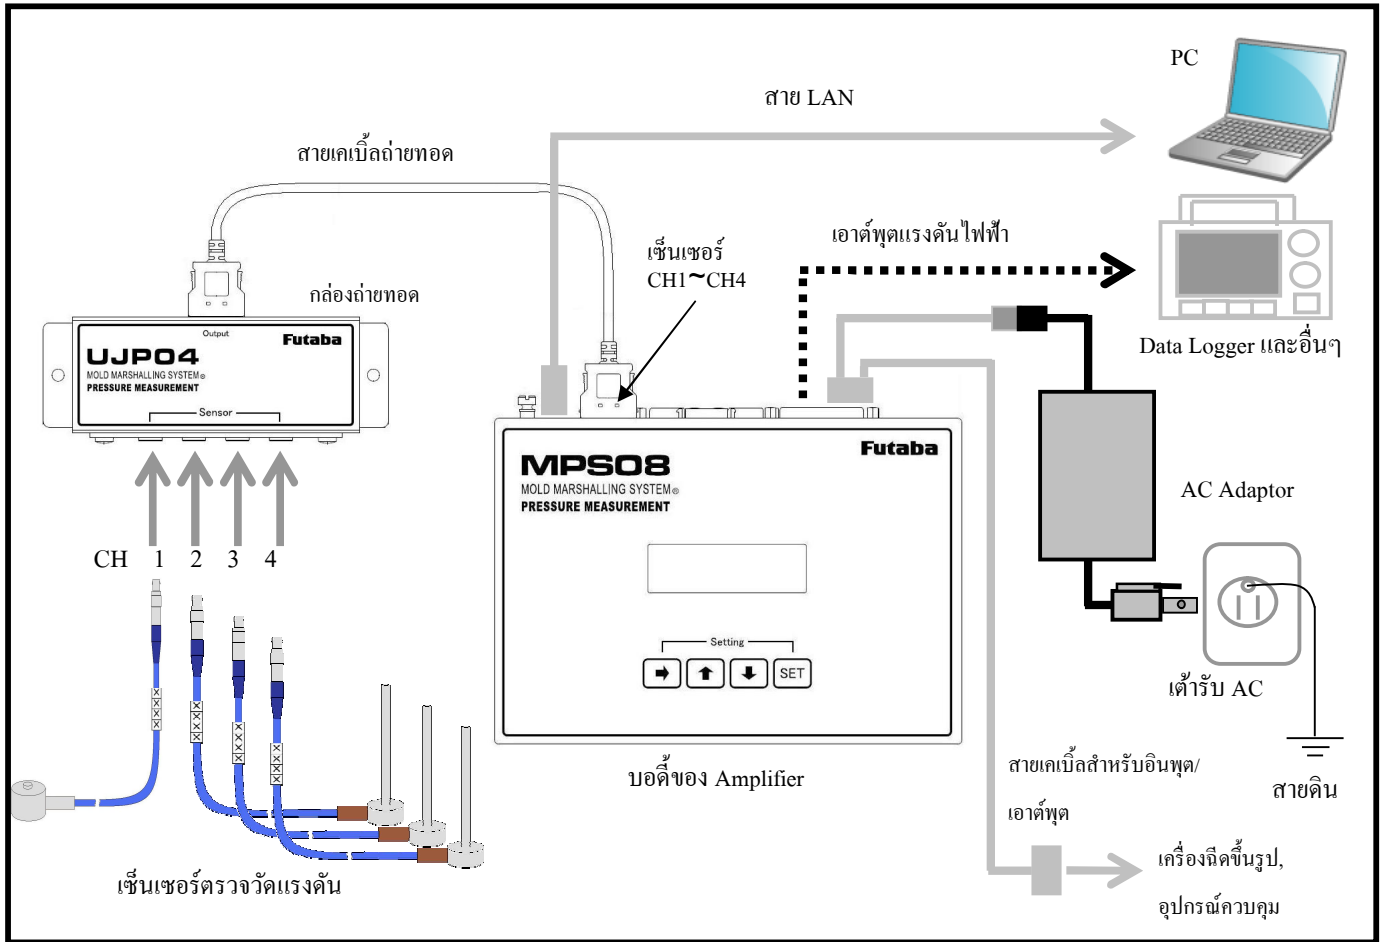 PC
สาย LAN
สายเคเบิ้ลถ่ายทอด
เอาต์พุตแรงดันไฟฟ้า
เซ็นเซอร์
CH1~CH4
กล่องถ่ายทอด
Output
Futaba
UJP04
MOLD MARSHALLING SYSTEM®
PRESSURE MEASUREMENT
Sensor
Data Logger และอื่นๆ
Futaba
MPS08
MOLD MARSHALLING SYSTEM®
PRESSURE MEASUREMENT
AC Adaptor
CH 1 2 3 4
Setting
SET
เต้ารับ AC
บอดี้ของ Amplifier
สายเคเบิ้ลสำหรับอินพุต/
เอาต์พุต
สายดิน
เครื่องฉีดขึ้นรูป,
อุปกรณ์ควบคุม
เซ็นเซอร์ตรวจวัดแรงดัน